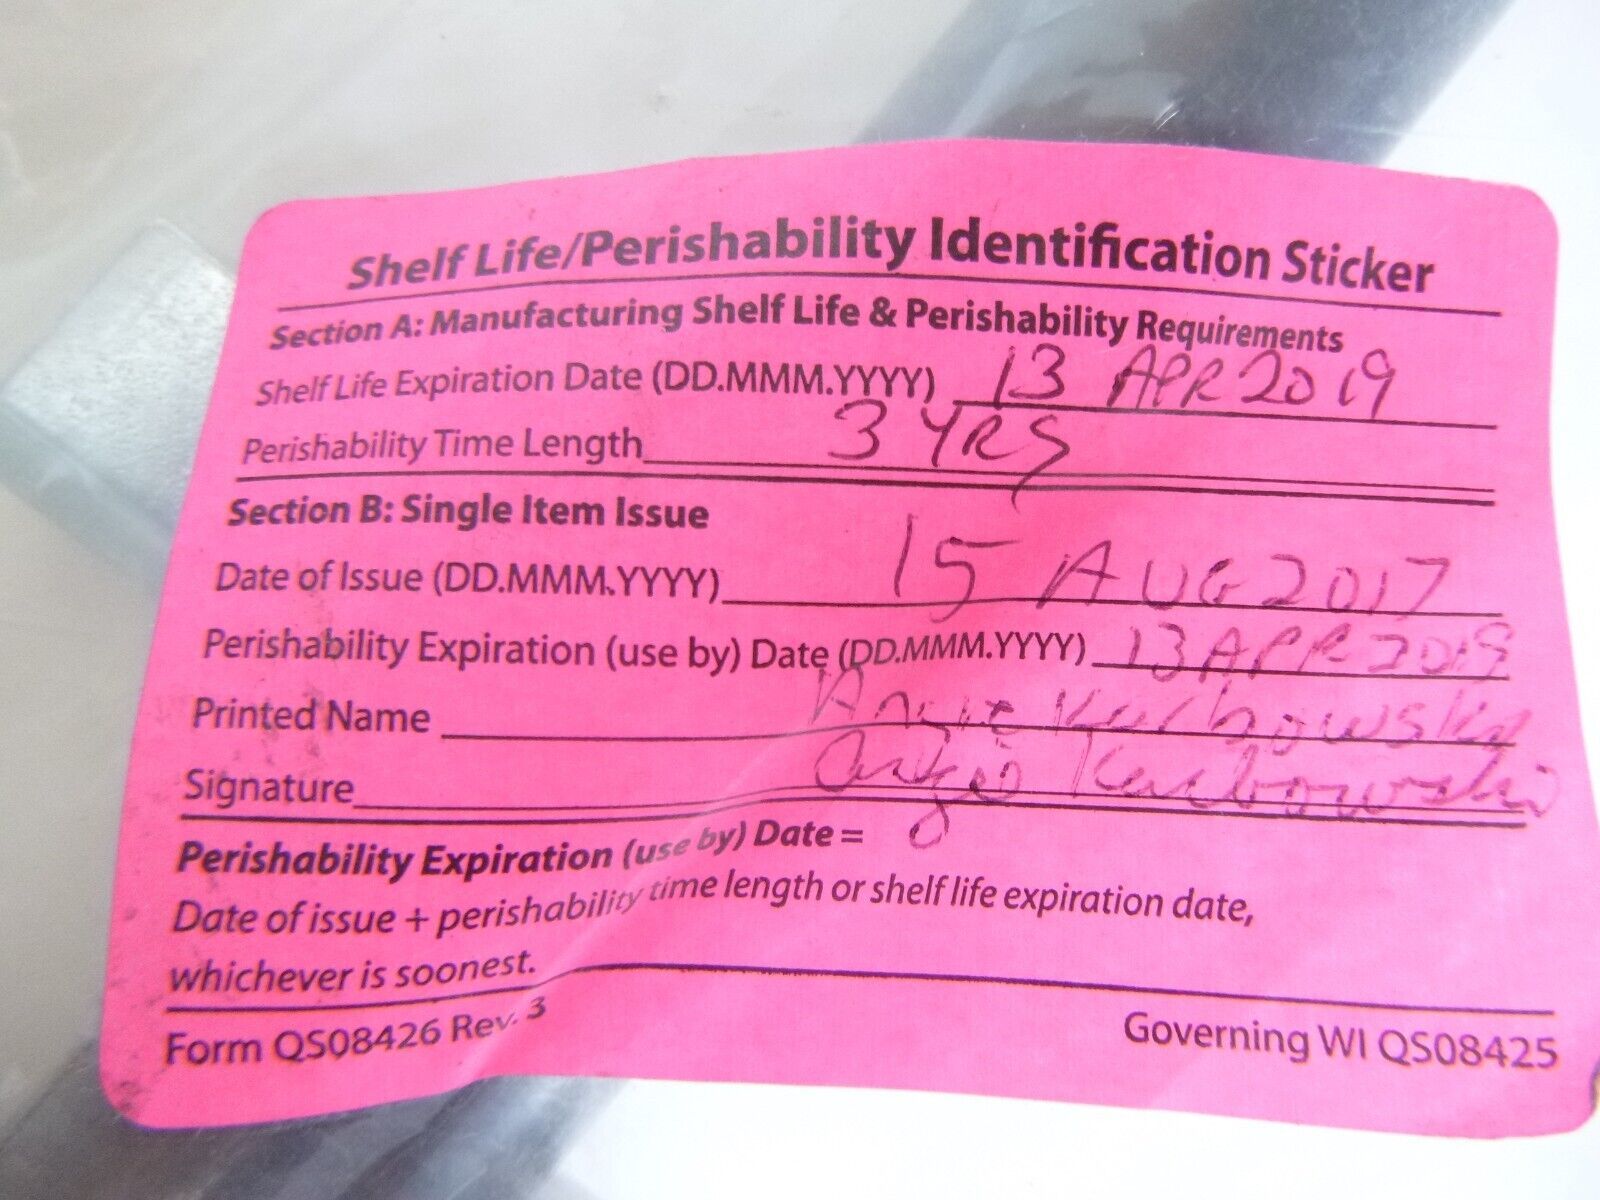 Shelf Life/Perishability Identification Sticker
Section A: Manufacturing Shelf Life & Perishability Requirements
Shelf Life Expiration Date (DD.MMM.YYYY) 13 APR 2019
Perishability Time Length 3 YRS
Section B: Single Item Issue
Date of Issue (DD.MMM.YYYY) 15 AUG 2017
Perishability Expiration (use by) Date (DD.MMM.YYYY) 13 APR 2019
Printed Name Angie Karbowski
Signature Angie Karbowski
Perishability Expiration (use by) Date =
Date of issue + perishability time length or shelf life expiration date,
whichever is soonest.
Form QS08426 Rev. 3 Governing WI QS08425